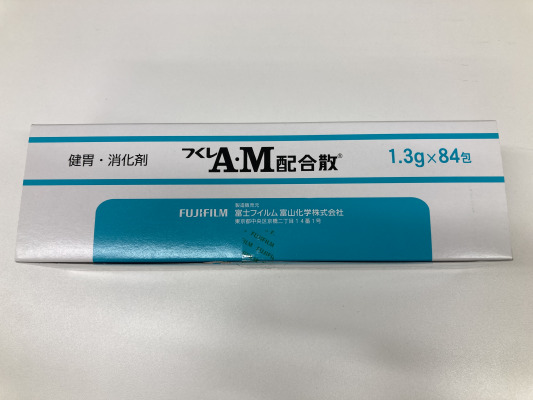 健胃・消化剤
つくしA・M配合散®
1.3g×84包
FUJIFILM
製造販売元
富士フイルム富山化学株式会社
東京都中央区京橋二丁目14番1号
FUJIFILM